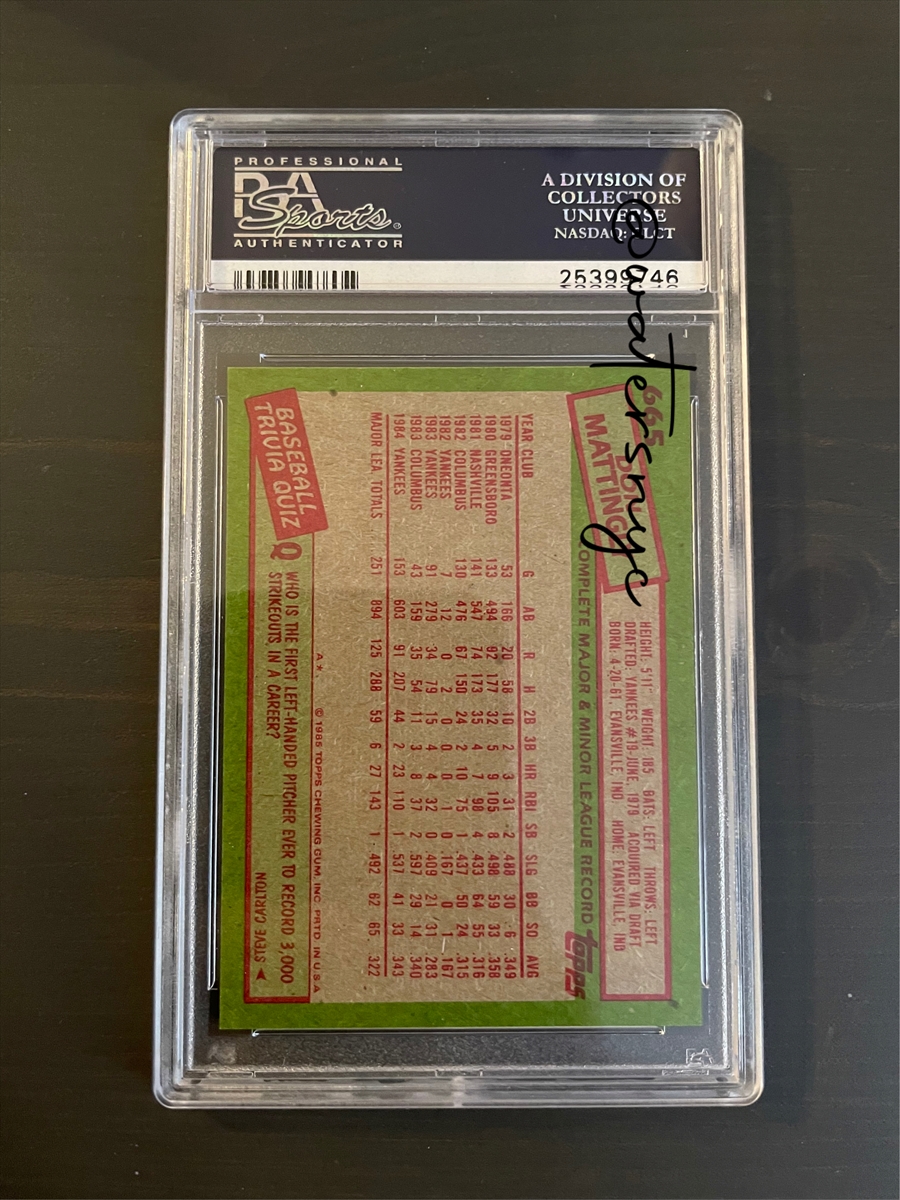 PROFESSIONAL
PSA
Sports
AUTHENTICATOR
A DIVISION OF
COLLECTORS
UNIVERSE
NASDAQ: CLCT
25399746
@watersnyc
665 DON
MATTINGLY
HEIGHT: 5'11" WEIGHT: 185 BATS: LEFT THROWS: LEFT
DRAFTED: YANKEES #19-JUNE, 1979 ACQUIRED: VIA DRAFT
BORN: 4-20-61, EVANSVILLE, IND HOME: EVANSVILLE, IND
COMPLETE MAJOR & MINOR LEAGUE RECORD topps
YEAR CLUB G AB R H 2B 3B HR RBI SB SLG BB SO AVG
1979 ONEONTA 53 166 20 58 10 2 3 31 2 .488 30 6 .349
1980 GREENSBORO 133 494 92 177 32 5 9 105 8 .498 59 33 .358
1981 NASHVILLE 141 547 74 173 35 4 7 98 4 .433 64 55 .316
1982 COLUMBUS 130 476 67 150 24 2 10 75 1 .437 50 24 .315
1982 YANKEES 7 12 0 2 0 0 0 1 0 .167 0 1 .167
1983 YANKEES 91 279 34 79 15 4 4 32 0 .409 21 31 .283
1983 COLUMBUS 43 159 35 54 11 3 8 37 2 .597 29 14 .340
1984 YANKEES 153 603 91 207 44 2 23 110 1 .537 41 33 .343
MAJOR LEA. TOTALS 251 894 125 288 59 6 27 143 1 .492 62 65 .322
A*. © 1985 TOPPS CHEWING GUM, INC. PRTD. IN U.S.A.
BASEBALL
TRIVIA QUIZ
Q WHO IS THE FIRST LEFT-HANDED PITCHER EVER TO RECORD 3,000
STRIKEOUTS IN A CAREER?
STEVE CARLTON
PSA